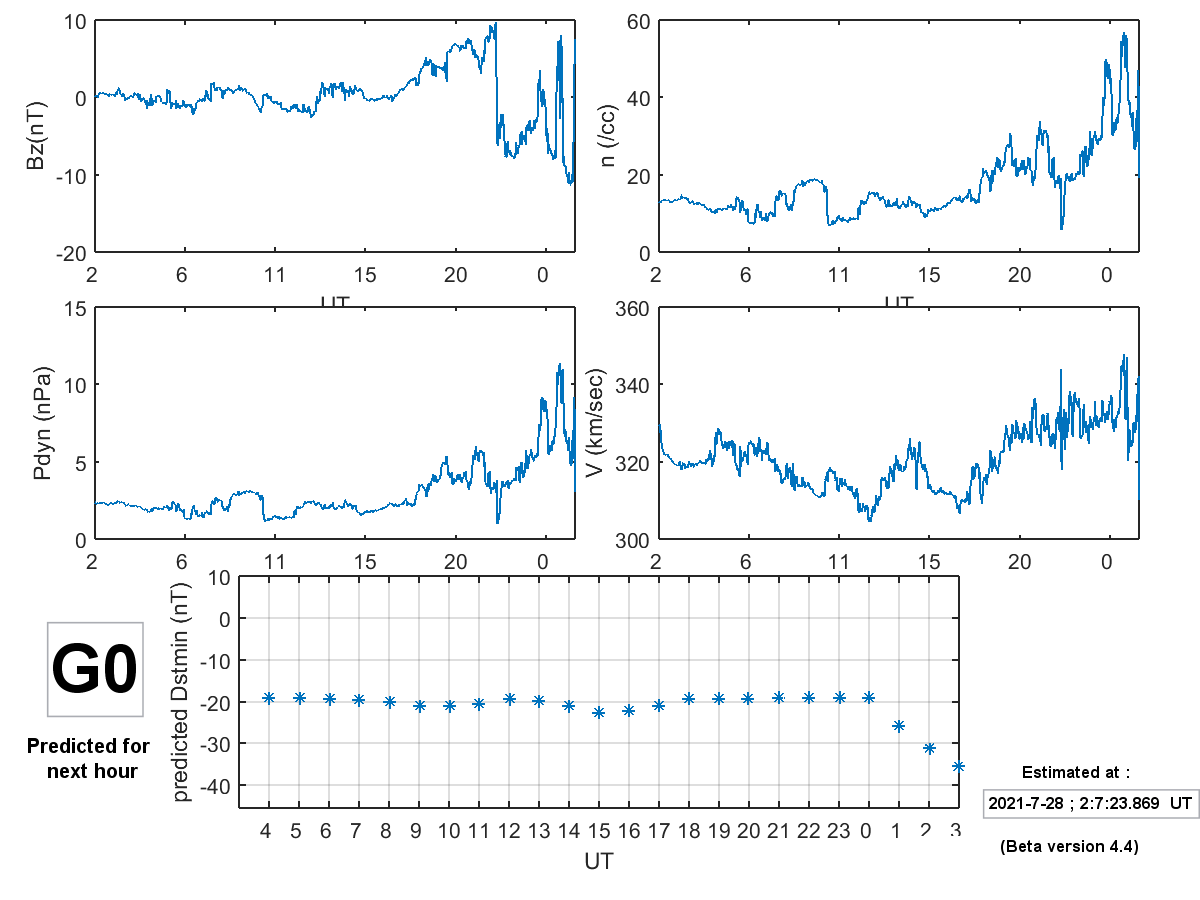 10
0
-10
-20
Bz(nT)
2 6 11 15 20 0
UT
60
40
20
0
n (/cc)
2 6 11 15 20 0
UT
15
10
5
0
Pdyn (nPa)
2 6 11 15 20 0
360
340
320
300
V (km/sec)
2 6 11 15 20 0
10
0
-10
-20
-30
-40
predicted Dstmin (nT)
4 5 6 7 8 9 10 11 12 13 14 15 16 17 18 19 20 21 22 23 0 1 2 3
UT
G0
Predicted for
next hour
Estimated at :
2021-7-28 ; 2:7:23.869 UT
(Beta version 4.4)